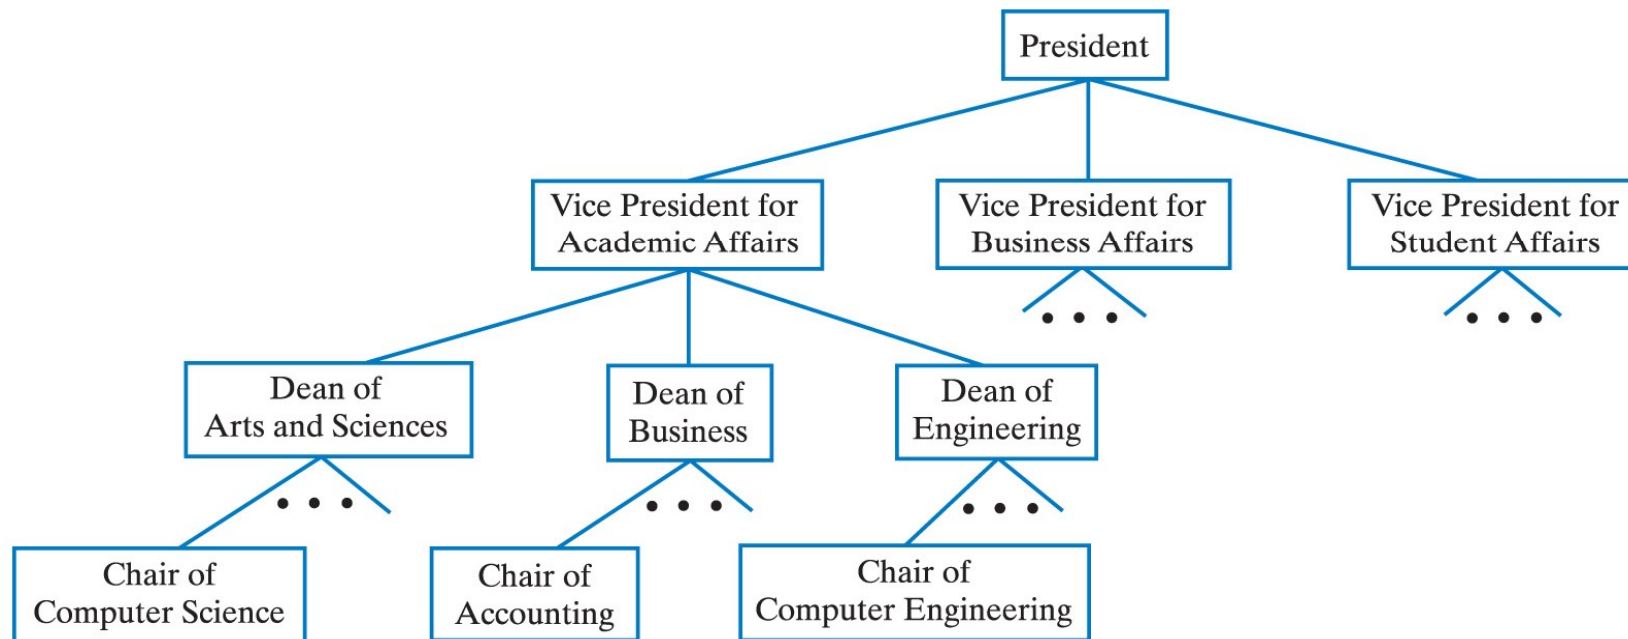 President
Vice President for
Academic Affairs
Vice President for
Business Affairs
Vice President for
Student Affairs
Dean of
Arts and Sciences
Dean of
Business
Dean of
Engineering
Chair of
Computer Science
Chair of
Accounting
Chair of
Computer Engineering